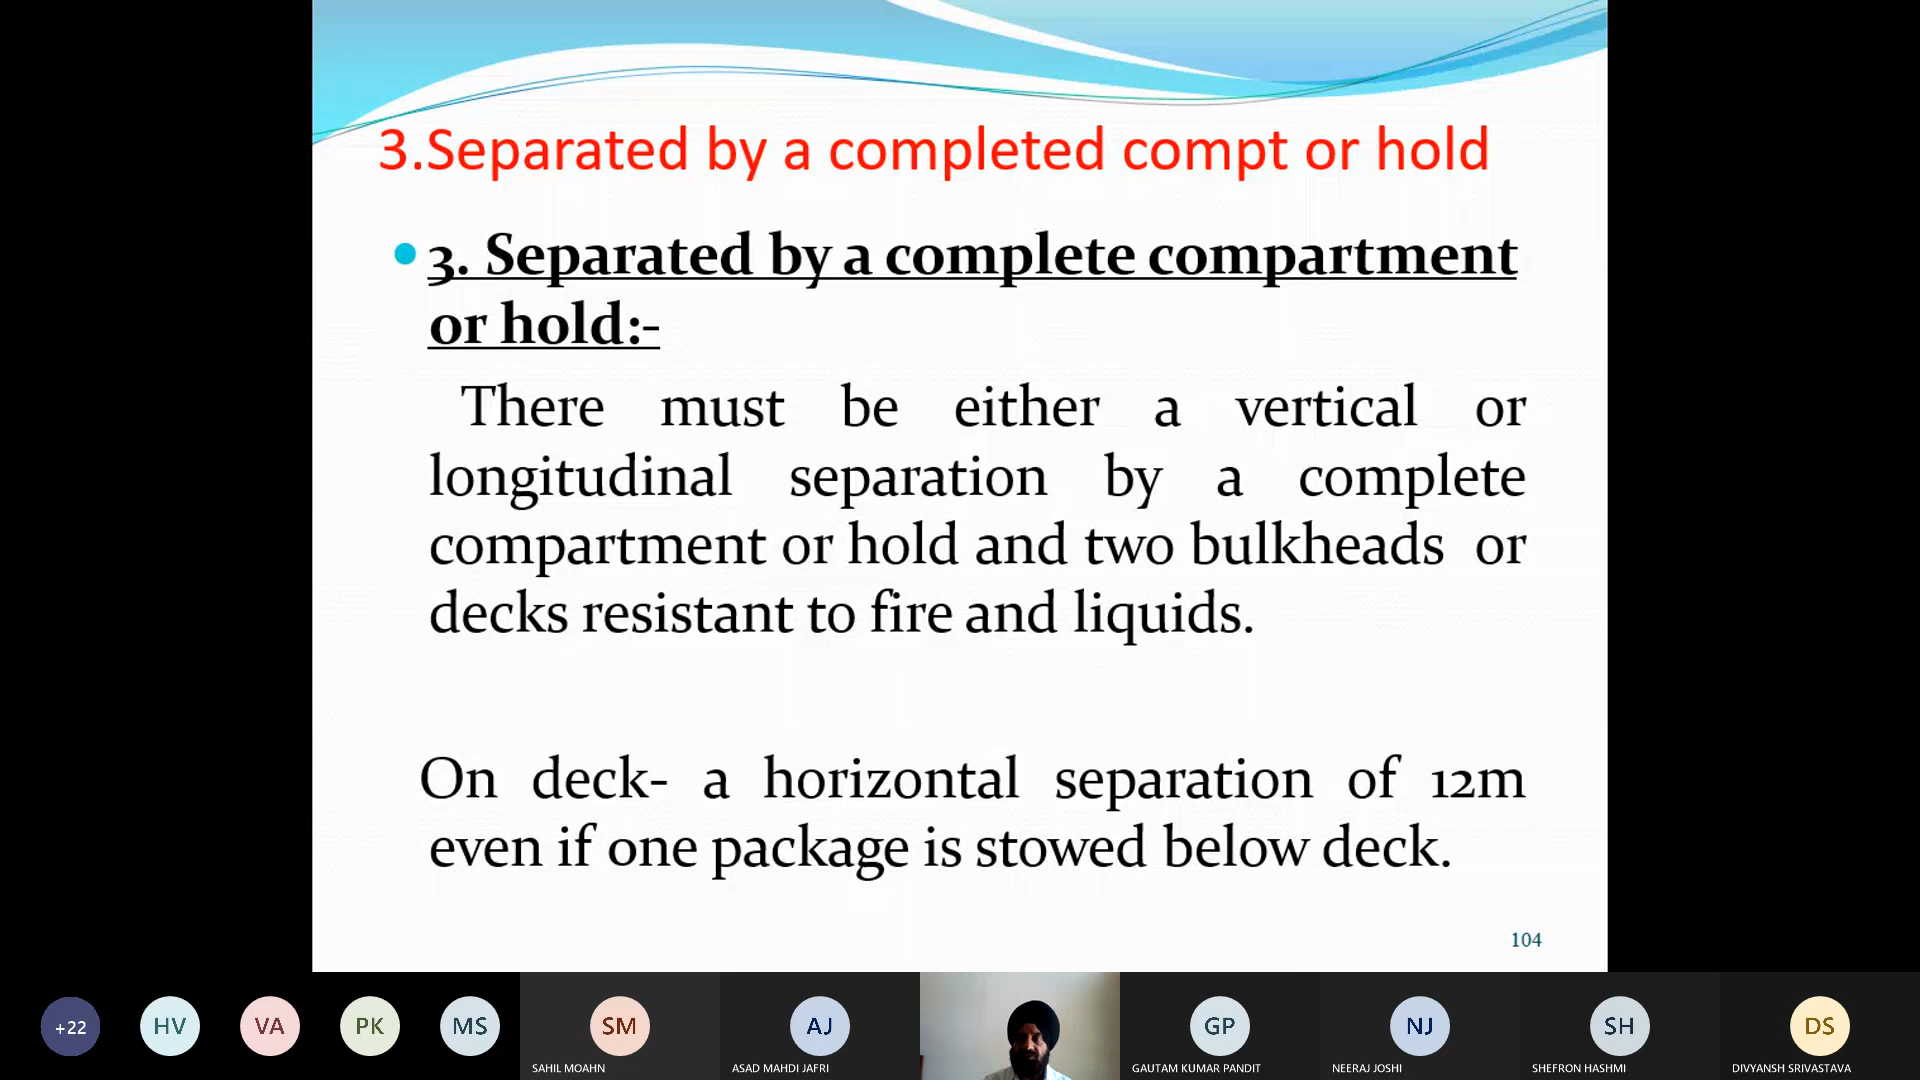 3.Separated by a completed compt or hold
3. Separated by a complete compartment
or hold:-
There must be either a vertical or
longitudinal separation by a complete
compartment or hold and two bulkheads or
decks resistant to fire and liquids.
On deck- a horizontal separation of 12m
even if one package is stowed below deck.
104
+22 HV VA PK MS SM AJ GP NJ SH DS
SAHIL MOAHN ASAD MAHDI JAFRI GAUTAM KUMAR PANDIT NEERAJ JOSHI SHEFRON HASHMI DIVYANSH SRIVASTAVA